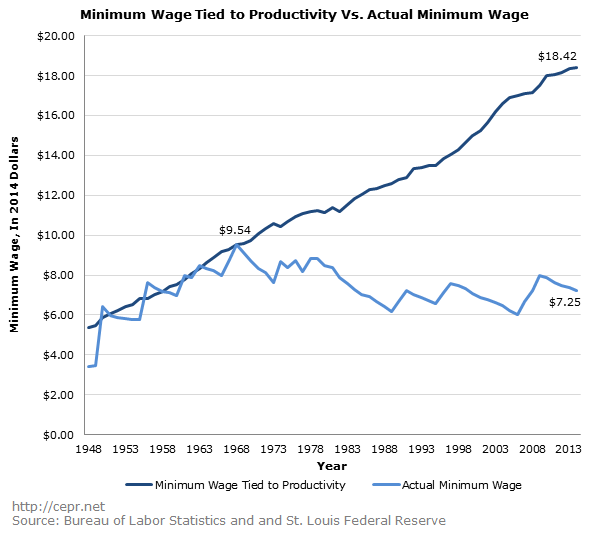 Minimum Wage Tied to Productivity Vs. Actual Minimum Wage
$20.00
$18.00
$16.00
$14.00
$12.00
$10.00
$8.00
$6.00
$4.00
$2.00
$0.00
Minimum Wage, In 2014 Dollars
$18.42
$9.54
$7.25
1948 1953 1958 1963 1968 1973 1978 1983 1988 1993 1998 2003 2008 2013
Year
Minimum Wage Tied to Productivity Actual Minimum Wage
http://cepr.net
Source: Bureau of Labor Statistics and and St. Louis Federal Reserve